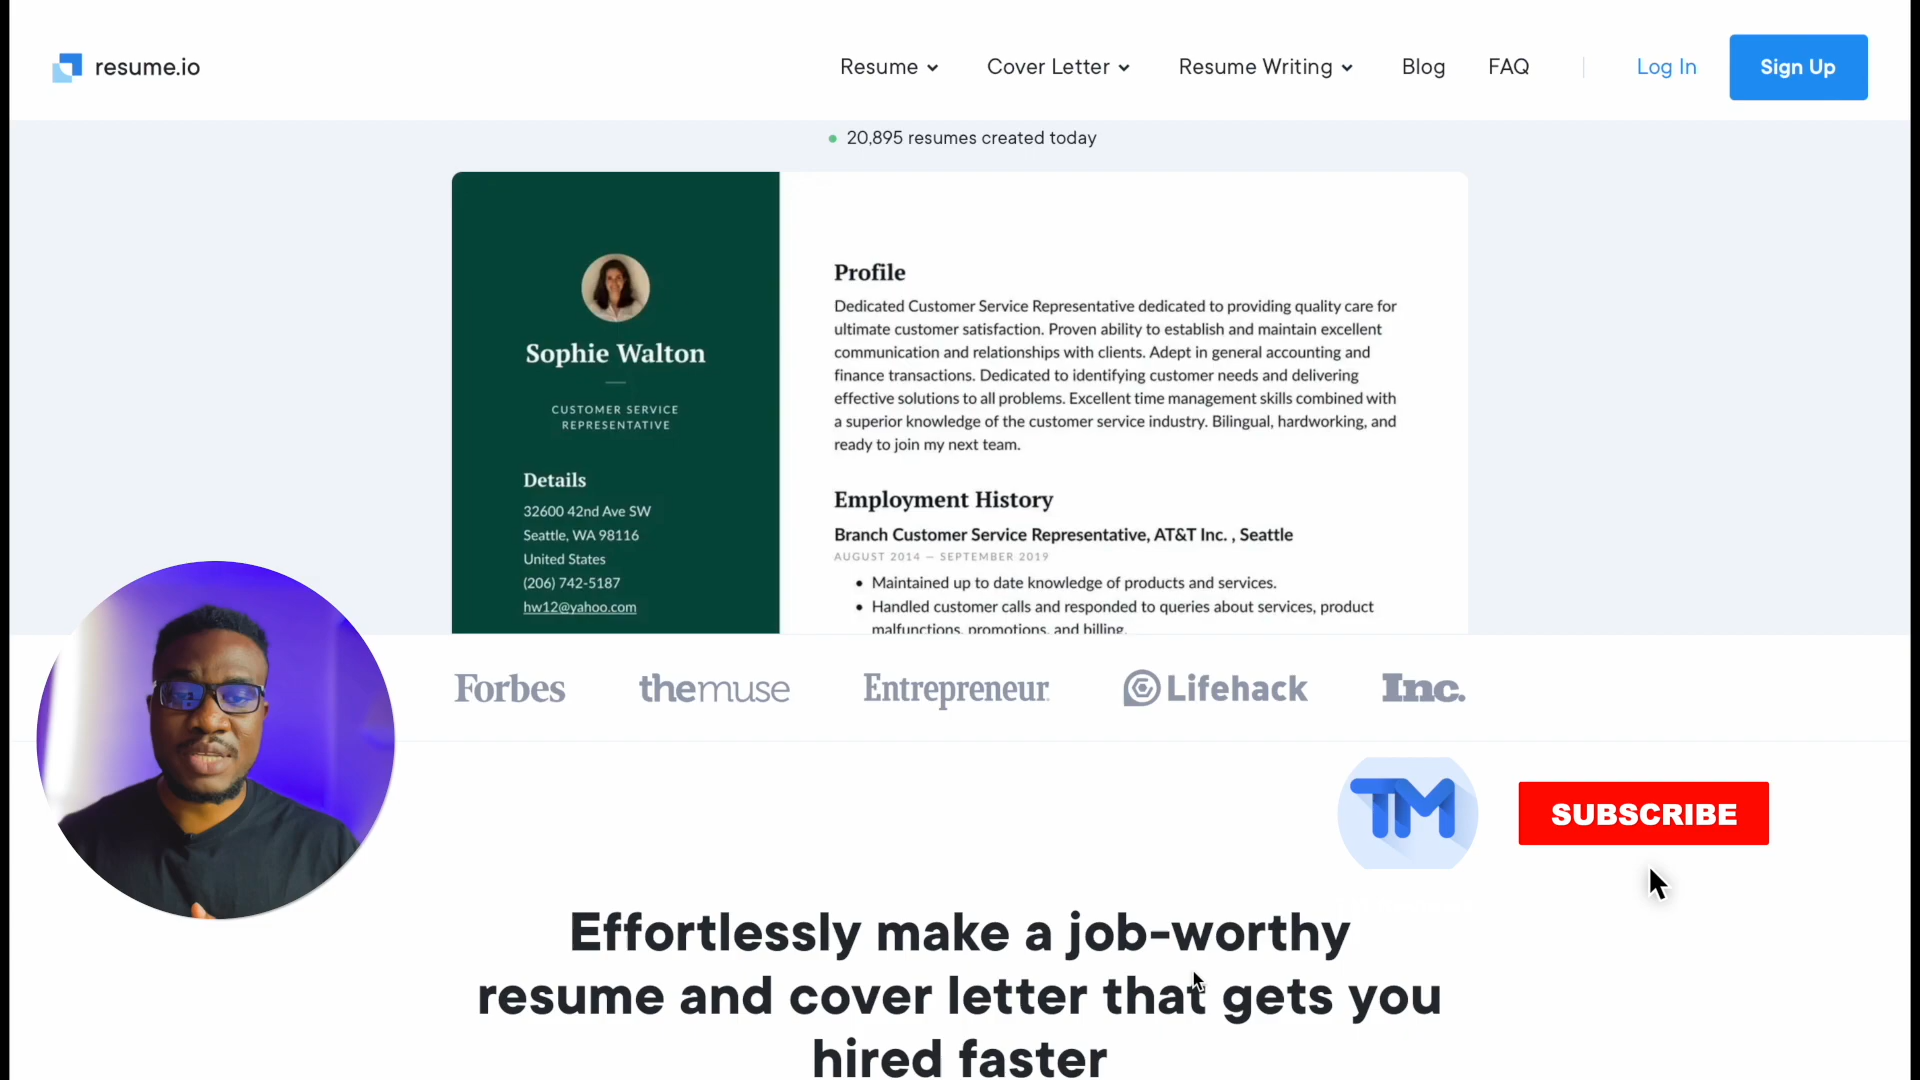 resume.io
Resume
Cover Letter
Resume Writing
Blog
FAQ
Log In
Sign Up
20,895 resumes created today
Sophie Walton
CUSTOMER SERVICE
REPRESENTATIVE
Details
32600 42nd Ave SW
Seattle, WA 98116
United States
(206) 742-5187
hw12@yahoo.com
Profile
Dedicated Customer Service Representative dedicated to providing quality care for
ultimate customer satisfaction. Proven ability to establish and maintain excellent
communication and relationships with clients. Adept in general accounting and
finance transactions. Dedicated to identifying customer needs and delivering
effective solutions to all problems. Excellent time management skills combined with
a superior knowledge of the customer service industry. Bilingual, hardworking, and
ready to join my next team.
Employment History
Branch Customer Service Representative, AT&T Inc. , Seattle
AUGUST 2014 — SEPTEMBER 2019
• Maintained up to date knowledge of products and services.
• Handled customer calls and responded to queries about services, product
malfunctions, promotions, and billing.
Forbes
themuse
Entrepreneur
Lifehack
Inc.
TM
SUBSCRIBE
Effortlessly make a job-worthy
resume and cover letter that gets you
hired faster